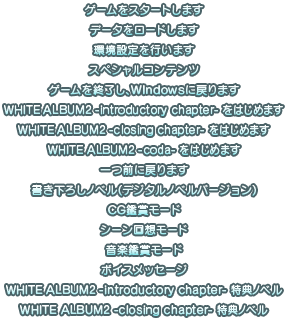 ゲームをスタートします
データをロードします
環境設定を行います
スペシャルコンテンツ
ゲームを終了し、Windowsに戻ります
WHITE ALBUM2 -introductory chapter- をはじめます
WHITE ALBUM2 -closing chapter- をはじめます
WHITE ALBUM2 -coda- をはじめます
一つ前に戻ります
書き下ろしノベル(デジタルノベルバージョン)
CG鑑賞モード
シーン回想モード
音楽鑑賞モード
ボイスメッセージ
WHITE ALBUM2 -introductory chapter- 特典ノベル
WHITE ALBUM2 -closing chapter- 特典ノベル